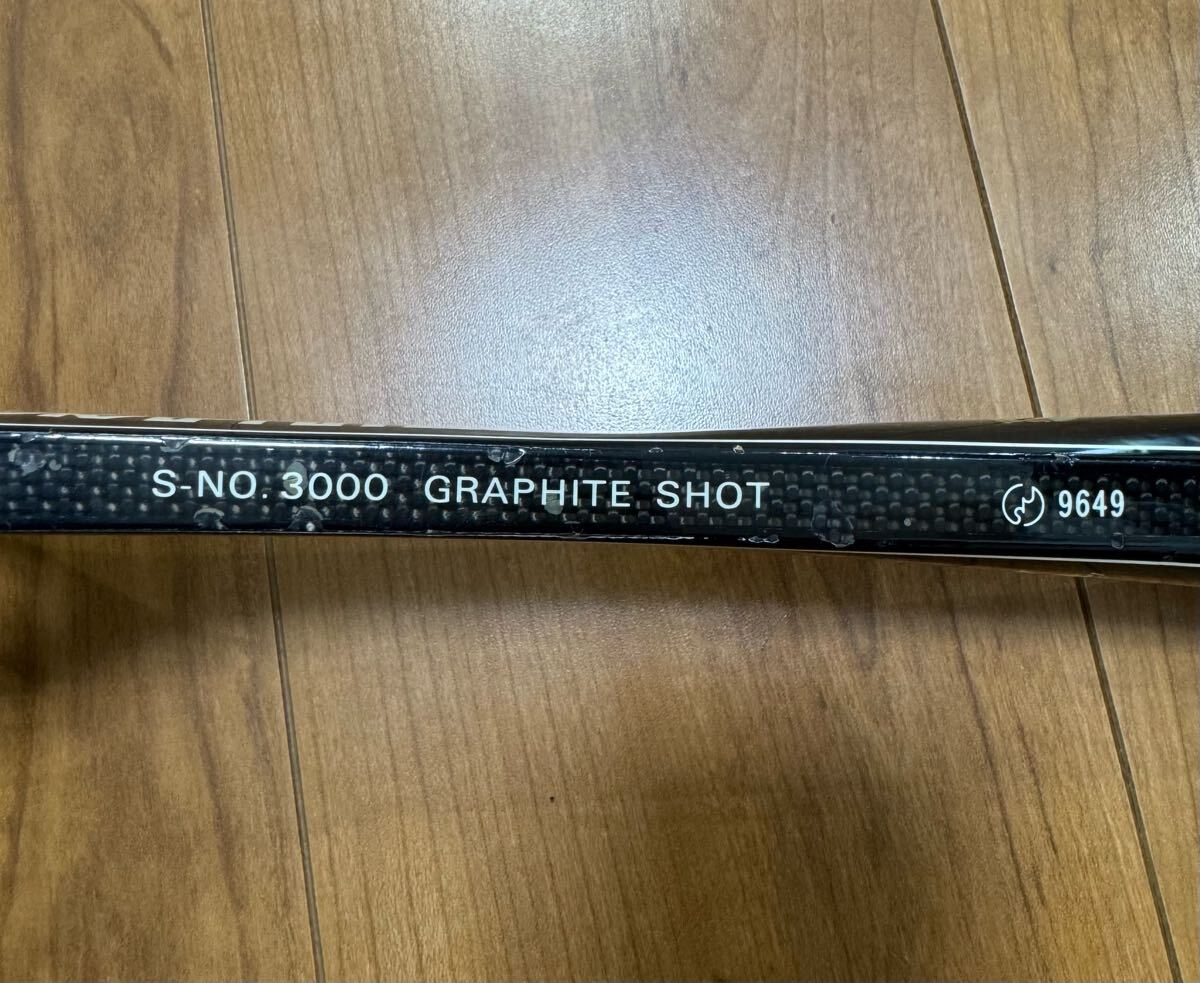 S-NO. 3000 GRAPHITE SHOT 9649